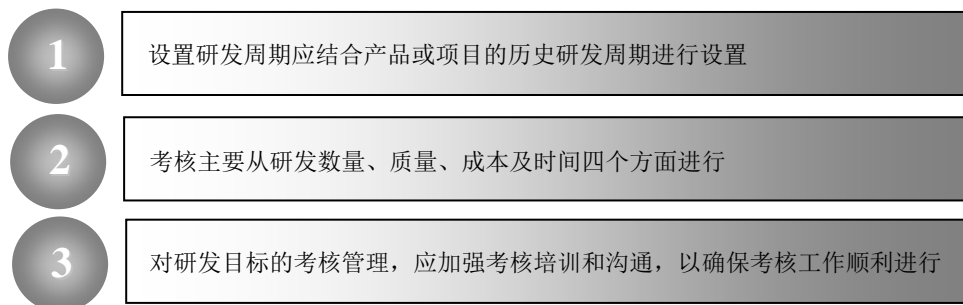 1
设置研发周期应结合产品或项目的历史研发周期进行设置
2
考核主要从研发数量、质量、成本及时间四个方面进行
3
对研发目标的考核管理，应加强考核培训和沟通，以确保考核工作顺利进行